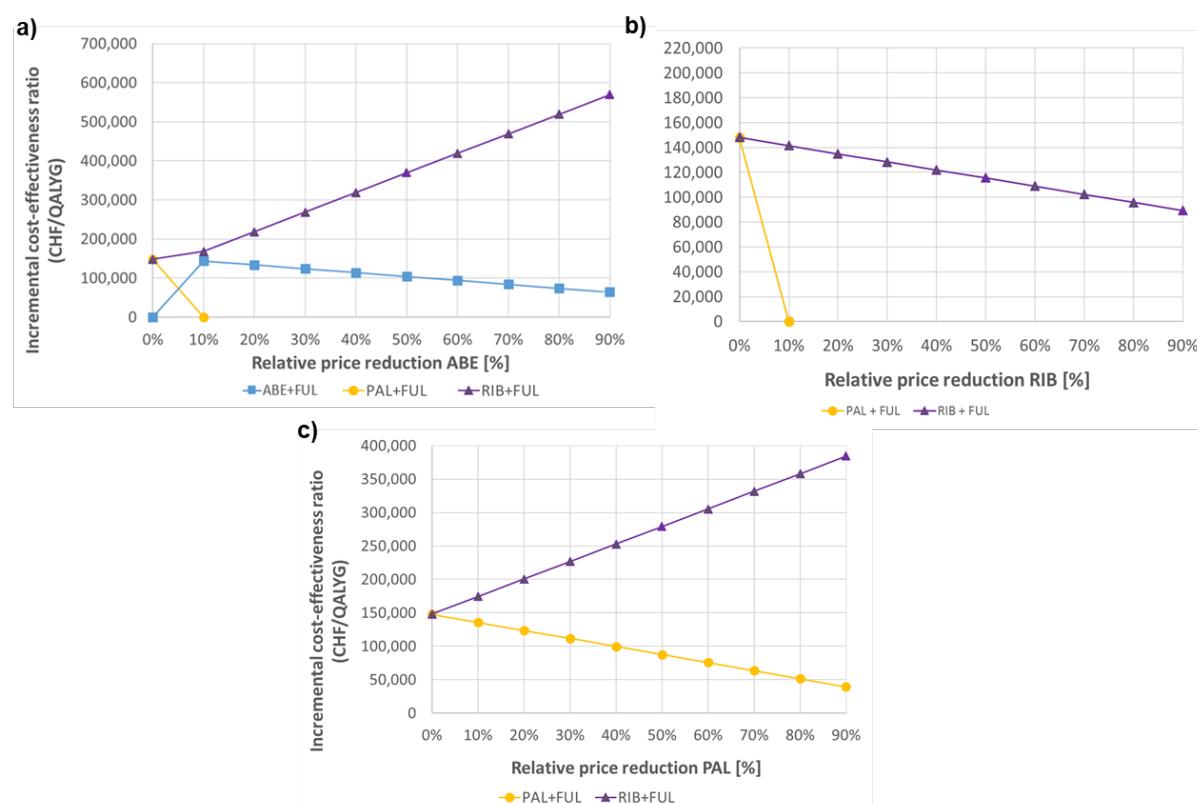 a)
Incremental cost-effectiveness ratio
(CHF/QALYG)
700,000
600,000
500,000
400,000
300,000
200,000
100,000
0
0% 10% 20% 30% 40% 50% 60% 70% 80% 90%
Relative price reduction ABE [%]
ABE+FUL PAL+FUL RIB+FUL
b)
220,000
200,000
180,000
160,000
140,000
120,000
100,000
80,000
60,000
40,000
20,000
0
0% 10% 20% 30% 40% 50% 60% 70% 80% 90%
Relative price reduction RIB [%]
PAL + FUL RIB + FUL
c)
Incremental cost-effectiveness ratio
(CHF/QALYG)
400,000
350,000
300,000
250,000
200,000
150,000
100,000
50,000
0
0% 10% 20% 30% 40% 50% 60% 70% 80% 90%
Relative price reduction PAL [%]
PAL+FUL RIB+FUL